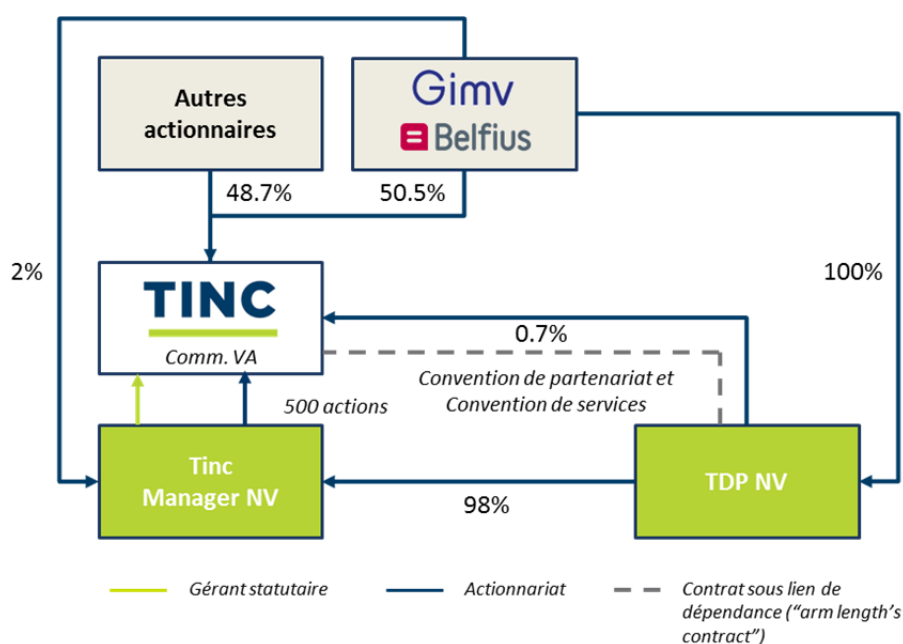 Autres
actionnaires
Gimv
Belfius
48.7%
50.5%
2%
100%
TINC
Comm. VA
0.7%
Convention de partenariat et
Convention de services
500 actions
Tinc
Manager NV
98%
TDP NV
Gérant statutaire
Actionnariat
Contrat sous lien de
dépendance (“arm length’s
contract”)